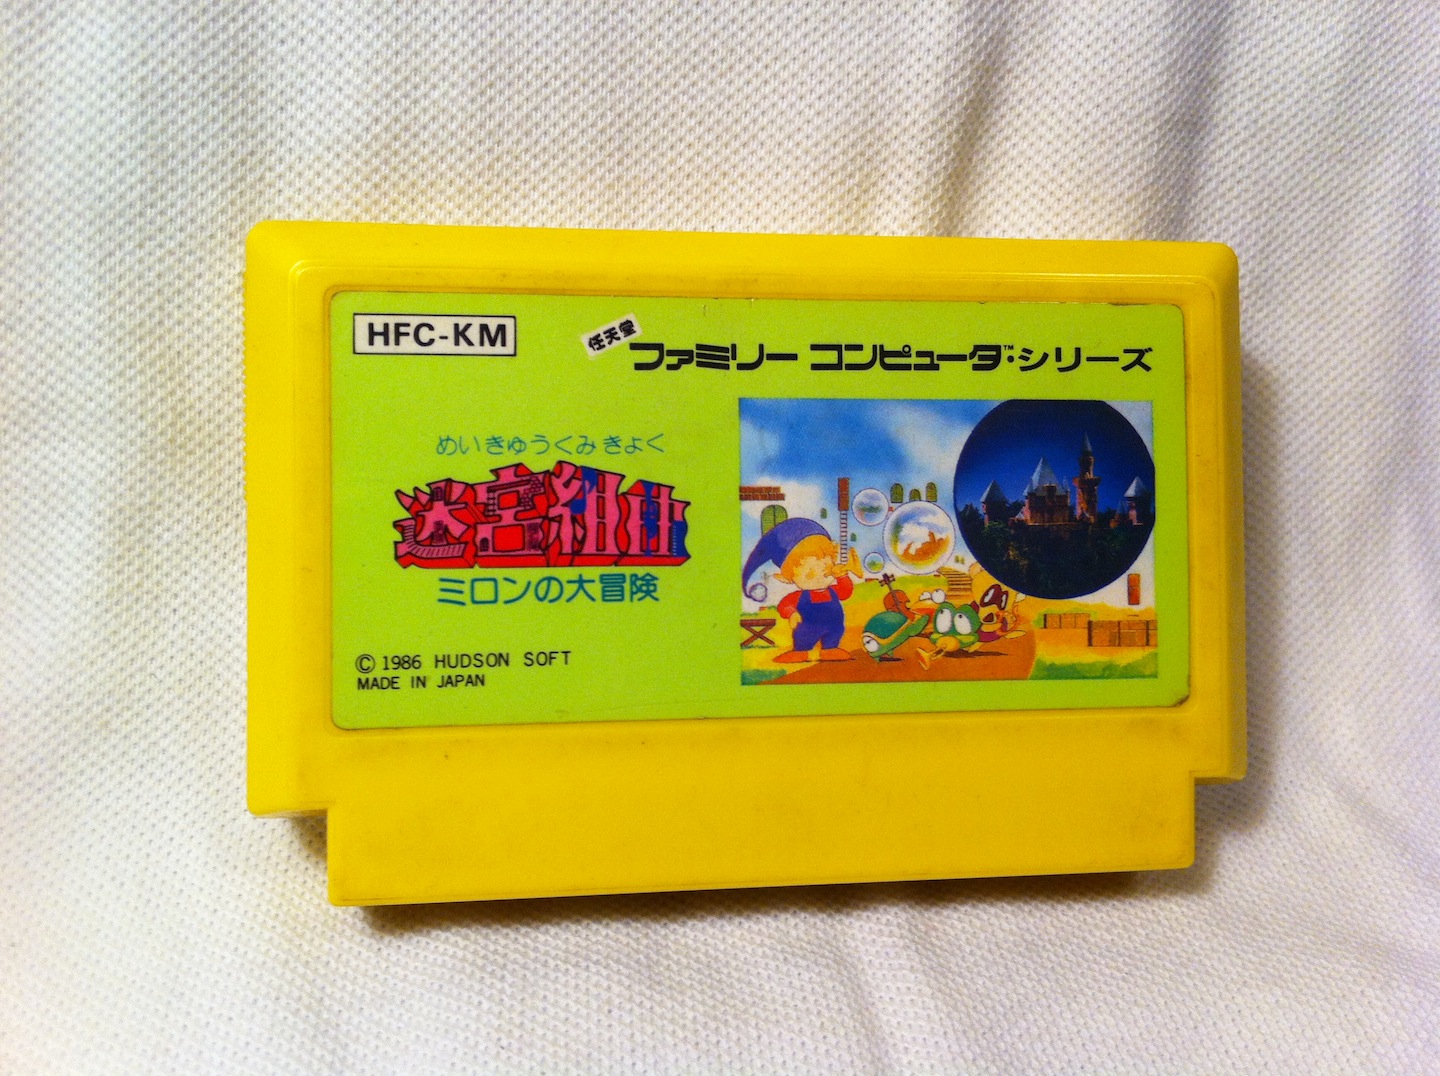 HFC-KM
任天堂
ファミリー コンピュータ™・シリーズ
めいきゅうくみきょく
迷宮組曲
ミロンの大冒険
© 1986 HUDSON SOFT
MADE IN JAPAN